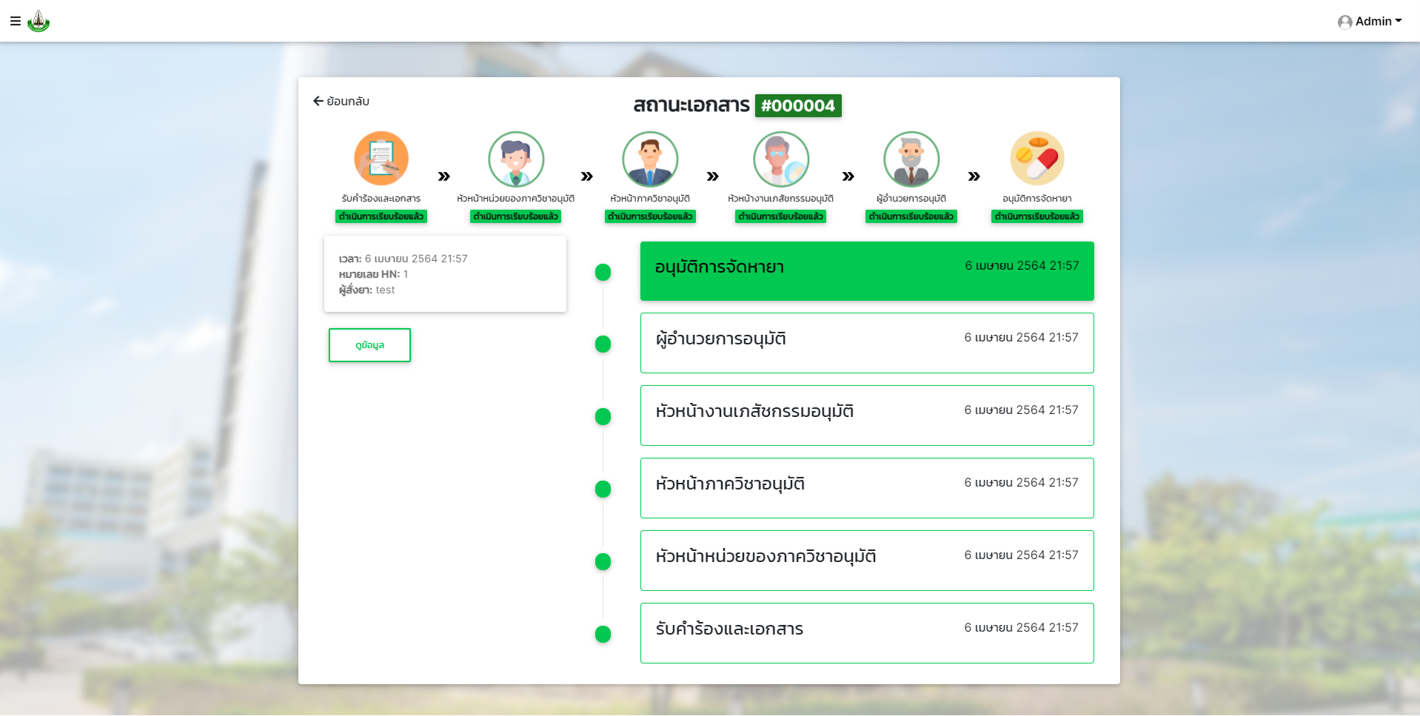 Admin
ย้อนกลับ
สถานะเอกสาร #000004
รับคำร้องและเอกสาร
ดำเนินการเรียบร้อยแล้ว
»
หัวหน้าหน่วยของภาควิชาอนุมัติ
ดำเนินการเรียบร้อยแล้ว
»
หัวหน้าภาควิชาอนุมัติ
ดำเนินการเรียบร้อยแล้ว
»
หัวหน้างานเภสัชกรรมอนุมัติ
ดำเนินการเรียบร้อยแล้ว
»
ผู้อำนวยการอนุมัติ
ดำเนินการเรียบร้อยแล้ว
»
อนุมัติการจัดหายา
ดำเนินการเรียบร้อยแล้ว
เวลา: 6 เมษายน 2564 21:57
หมายเลข HN: 1
ผู้สั่งยา: test
ดูข้อมูล
อนุมัติการจัดหายา 6 เมษายน 2564 21:57
ผู้อำนวยการอนุมัติ 6 เมษายน 2564 21:57
หัวหน้างานเภสัชกรรมอนุมัติ 6 เมษายน 2564 21:57
หัวหน้าภาควิชาอนุมัติ 6 เมษายน 2564 21:57
หัวหน้าหน่วยของภาควิชาอนุมัติ 6 เมษายน 2564 21:57
รับคำร้องและเอกสาร 6 เมษายน 2564 21:57